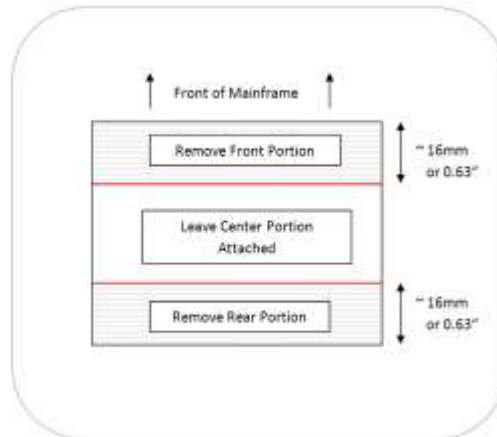 Front of Mainframe
Remove Front Portion
~ 16mm
or 0.63"
Leave Center Portion
Attached
Remove Rear Portion
~ 16mm
or 0.63"